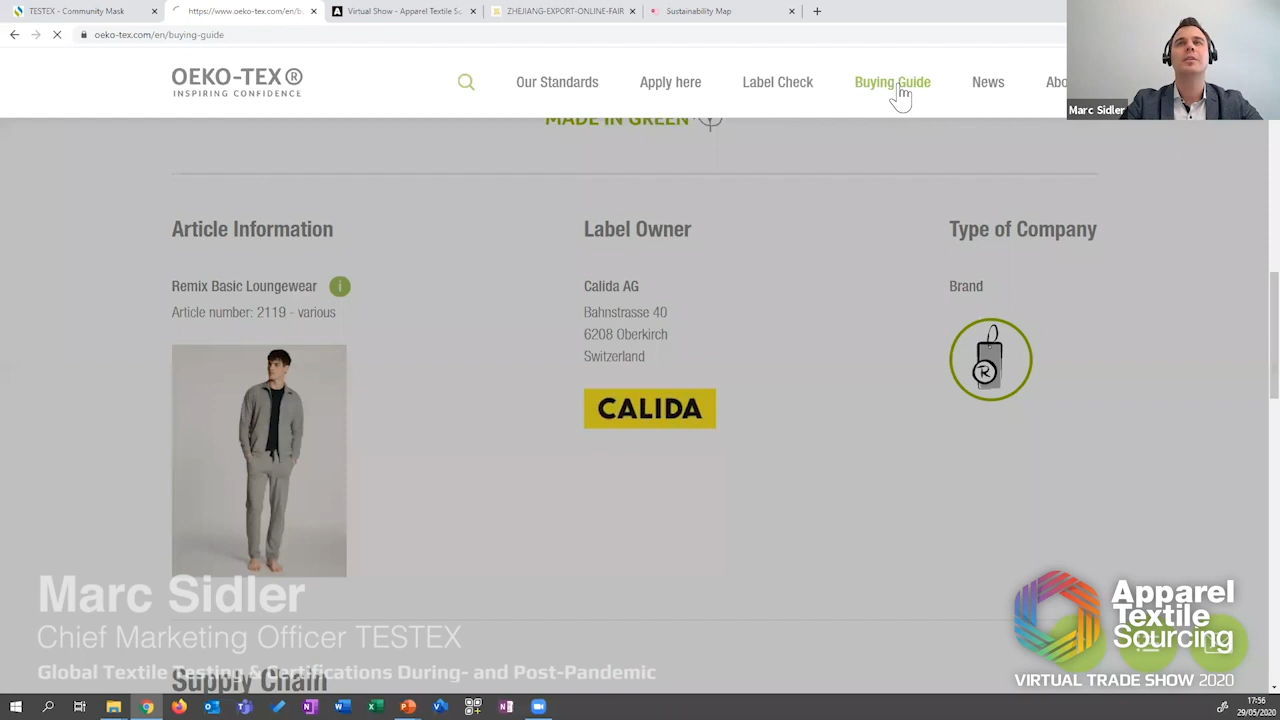 TESTEX - Community Mask
https://www.oeko-tex.com/en/b
Virtual Show - Apparel Textile Sc
ZHEJIANG-EXPORT-ONLINE-FAIR
Sustainability Map
oeko-tex.com/en/buying-guide
OEKO-TEX®
INSPIRING CONFIDENCE
Our Standards
Apply here
Label Check
Buying Guide
News
Abo
Marc Sidler
MADE IN GREEN
Article Information
Label Owner
Type of Company
Remix Basic Loungewear
i
Calida AG
Brand
Article number: 2119 - various
Bahnstrasse 40
6208 Oberkirch
Switzerland
R
CALIDA
Marc Sidler
Chief Marketing Officer TESTEX
Global Textile Testing & Certifications During- and Post-Pandemic
Supply Chain
Apparel
Textile
Sourcing
VIRTUAL TRADE SHOW 2020
17:56
29/05/2020